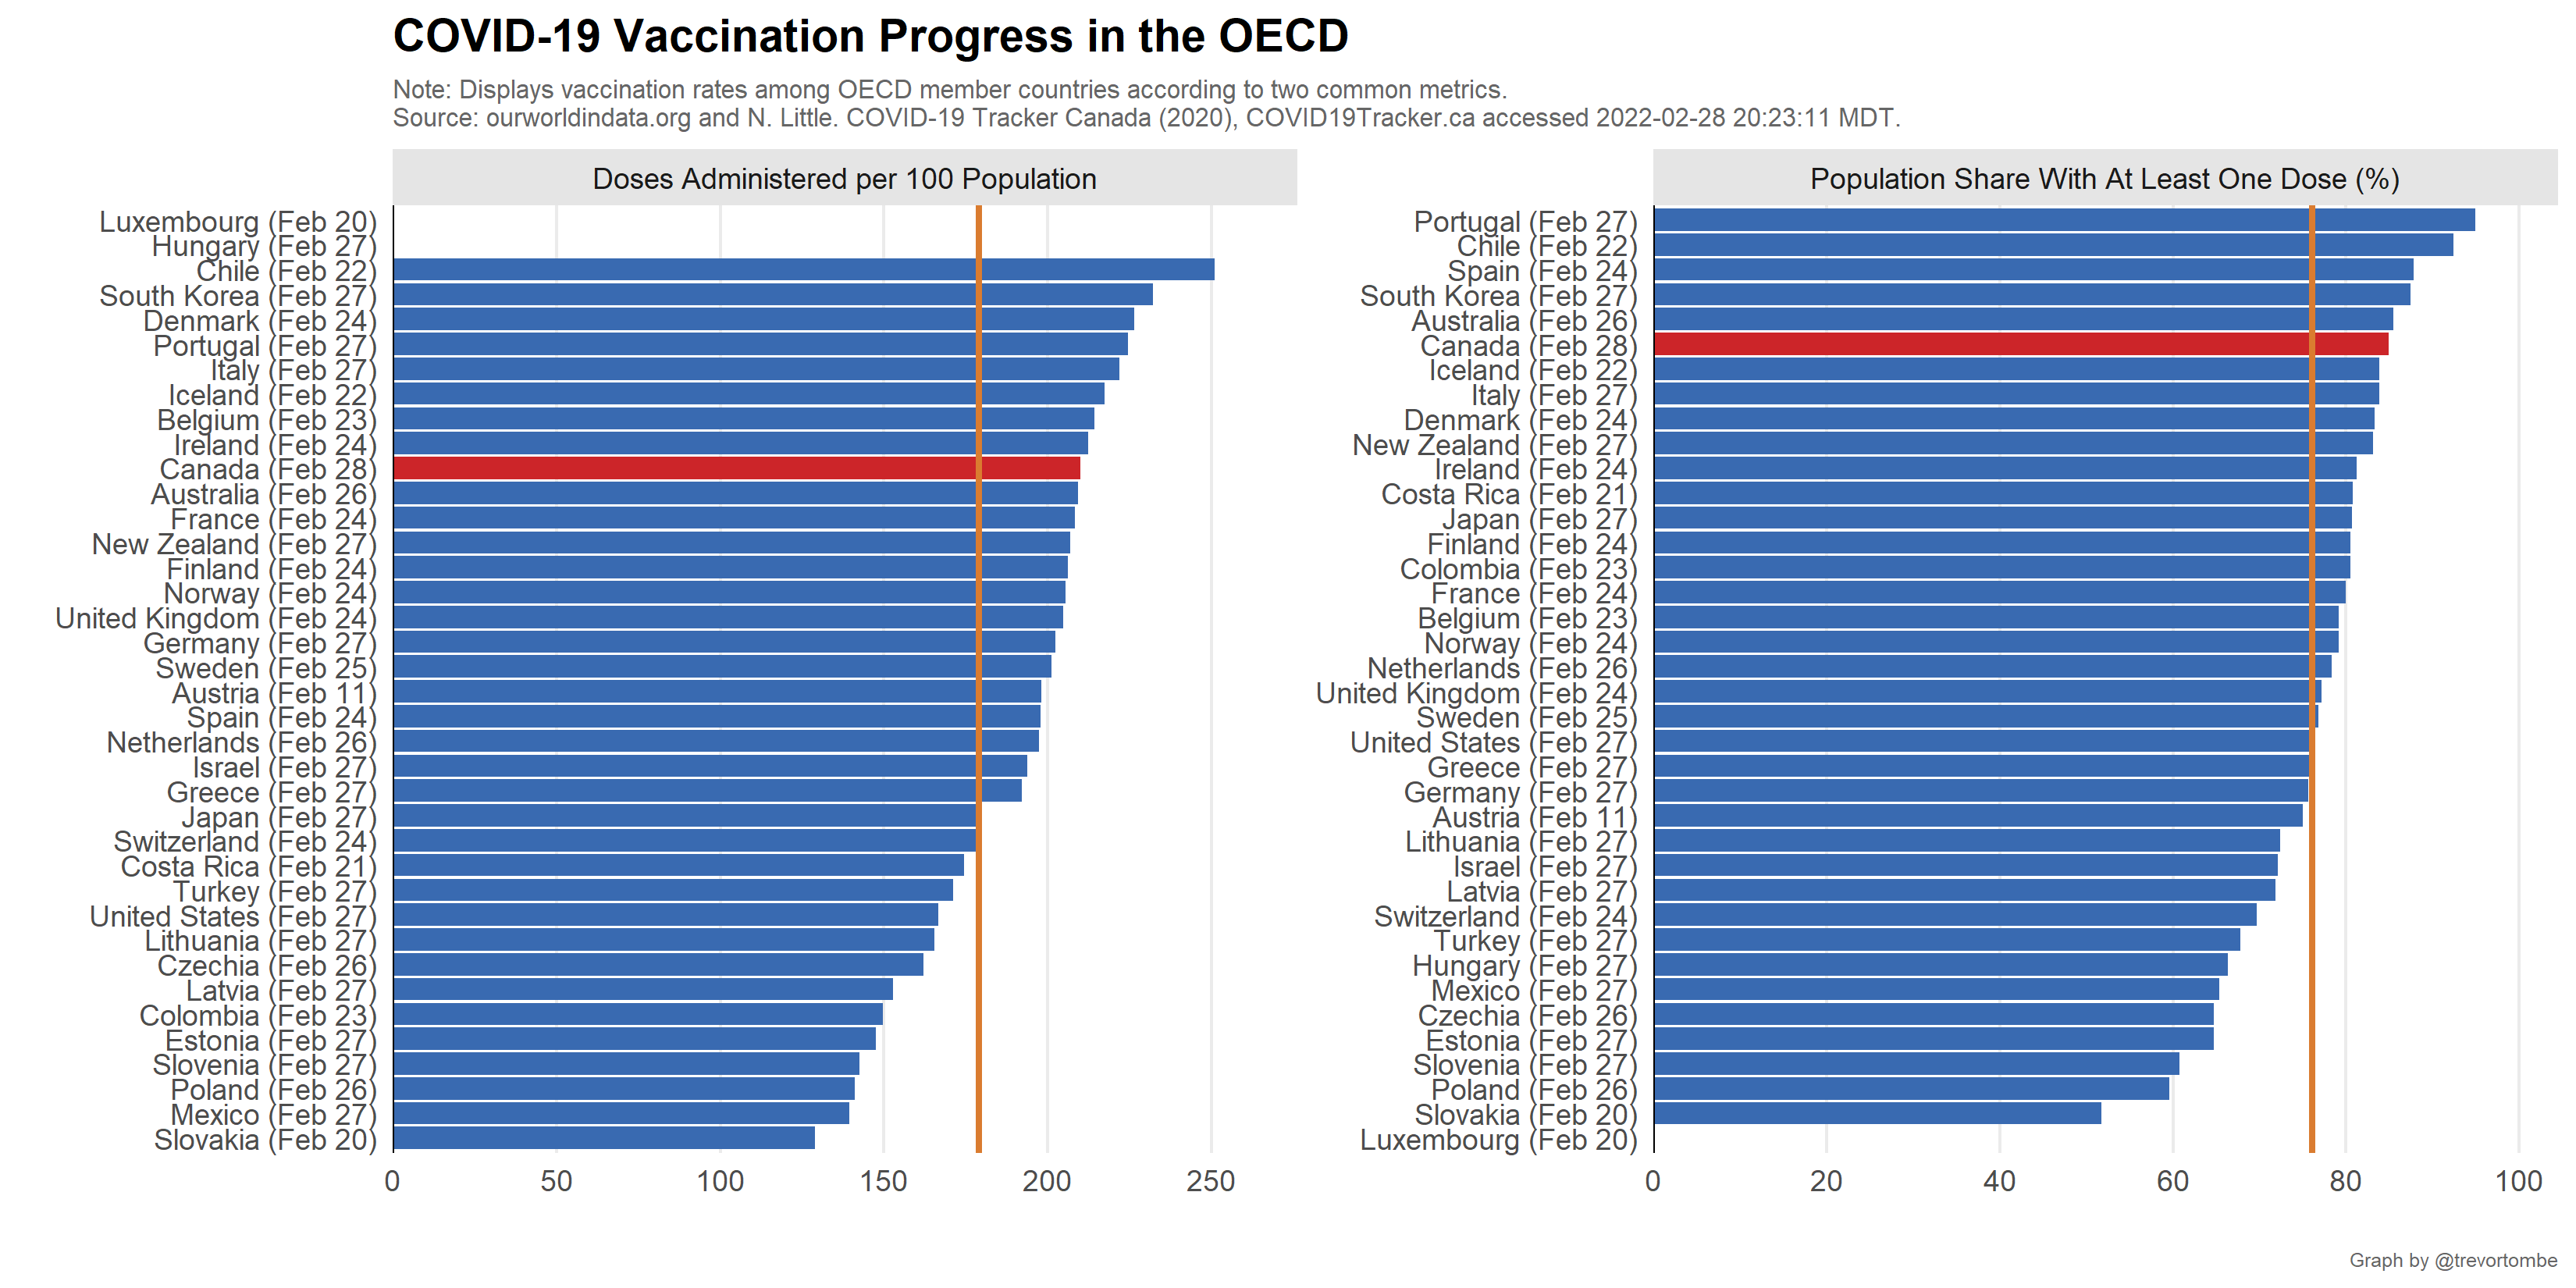 COVID-19 Vaccination Progress in the OECD
Note: Displays vaccination rates among OECD member countries according to two common metrics.
Source: ourworldindata.org and N. Little. COVID-19 Tracker Canada (2020), COVID19Tracker.ca accessed 2022-02-28 20:23:11 MDT.
Doses Administered per 100 Population
Luxembourg (Feb 20)
Hungary (Feb 27)
Chile (Feb 22)
South Korea (Feb 27)
Denmark (Feb 24)
Portugal (Feb 27)
Italy (Feb 27)
Iceland (Feb 22)
Belgium (Feb 23)
Ireland (Feb 24)
Canada (Feb 28)
Australia (Feb 26)
France (Feb 24)
New Zealand (Feb 27)
Finland (Feb 24)
Norway (Feb 24)
United Kingdom (Feb 24)
Germany (Feb 27)
Sweden (Feb 25)
Austria (Feb 11)
Spain (Feb 24)
Netherlands (Feb 26)
Israel (Feb 27)
Greece (Feb 27)
Japan (Feb 27)
Switzerland (Feb 24)
Costa Rica (Feb 21)
Turkey (Feb 27)
United States (Feb 27)
Lithuania (Feb 27)
Czechia (Feb 26)
Latvia (Feb 27)
Colombia (Feb 23)
Estonia (Feb 27)
Slovenia (Feb 27)
Poland (Feb 26)
Mexico (Feb 27)
Slovakia (Feb 20)
0 50 100 150 200 250
Population Share With At Least One Dose (%)
Portugal (Feb 27)
Chile (Feb 22)
Spain (Feb 24)
South Korea (Feb 27)
Australia (Feb 26)
Canada (Feb 28)
Iceland (Feb 22)
Italy (Feb 27)
Denmark (Feb 24)
New Zealand (Feb 27)
Ireland (Feb 24)
Costa Rica (Feb 21)
Japan (Feb 27)
Finland (Feb 24)
Colombia (Feb 23)
France (Feb 24)
Belgium (Feb 23)
Norway (Feb 24)
Netherlands (Feb 26)
United Kingdom (Feb 24)
Sweden (Feb 25)
United States (Feb 27)
Greece (Feb 27)
Germany (Feb 27)
Austria (Feb 11)
Lithuania (Feb 27)
Israel (Feb 27)
Latvia (Feb 27)
Switzerland (Feb 24)
Turkey (Feb 27)
Hungary (Feb 27)
Mexico (Feb 27)
Czechia (Feb 26)
Estonia (Feb 27)
Slovenia (Feb 27)
Poland (Feb 26)
Slovakia (Feb 20)
Luxembourg (Feb 20)
0 20 40 60 80 100
Graph by @trevortombe